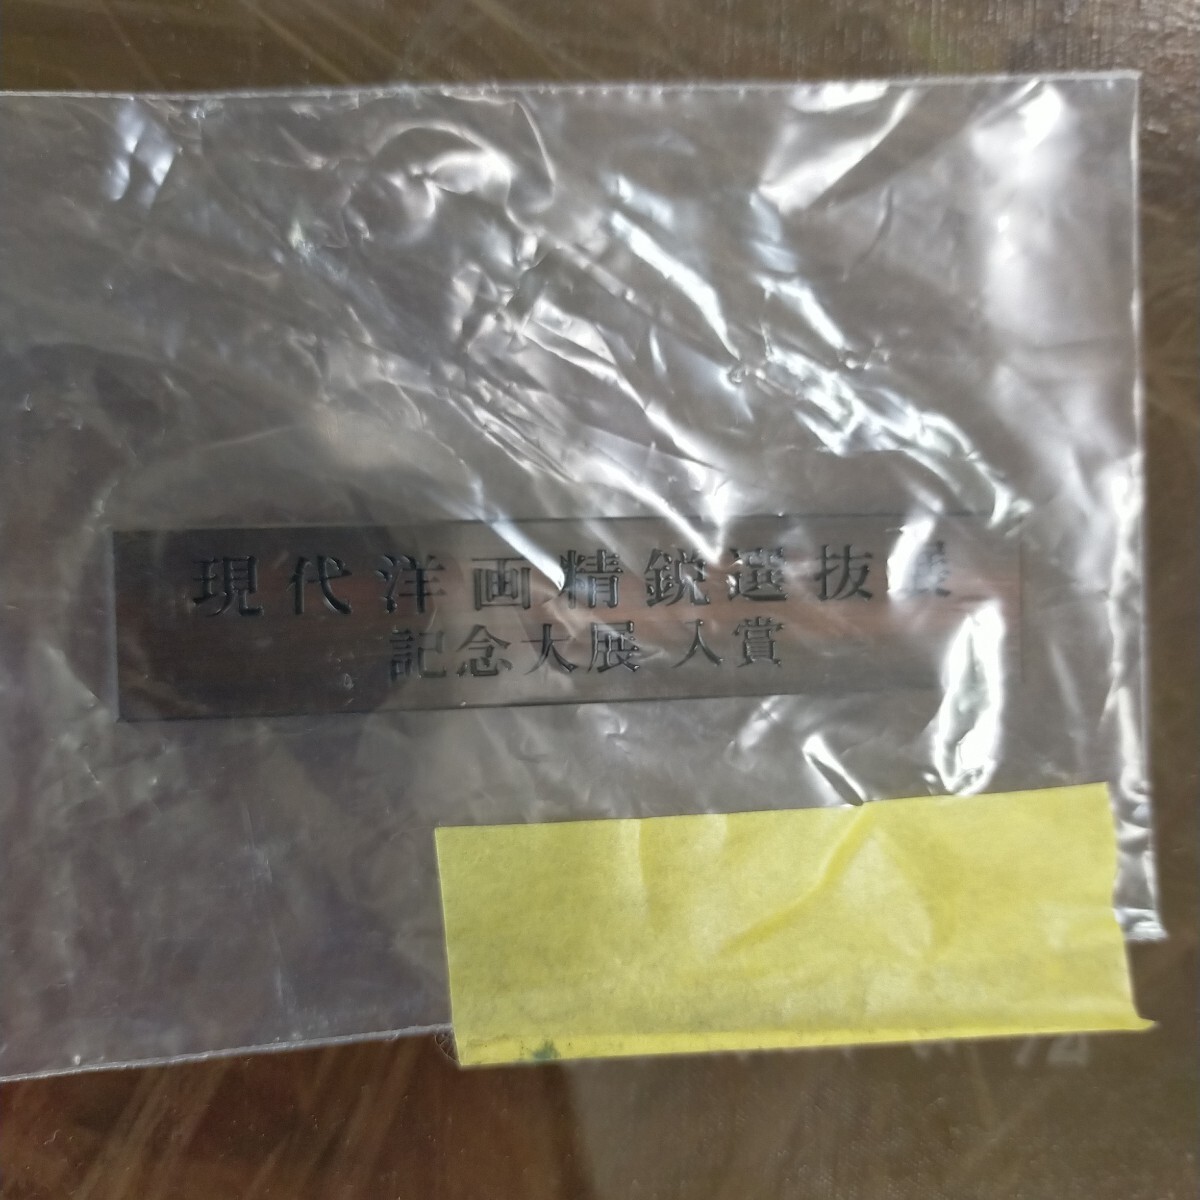 現代洋画精鋭選抜展
記念大展 入賞